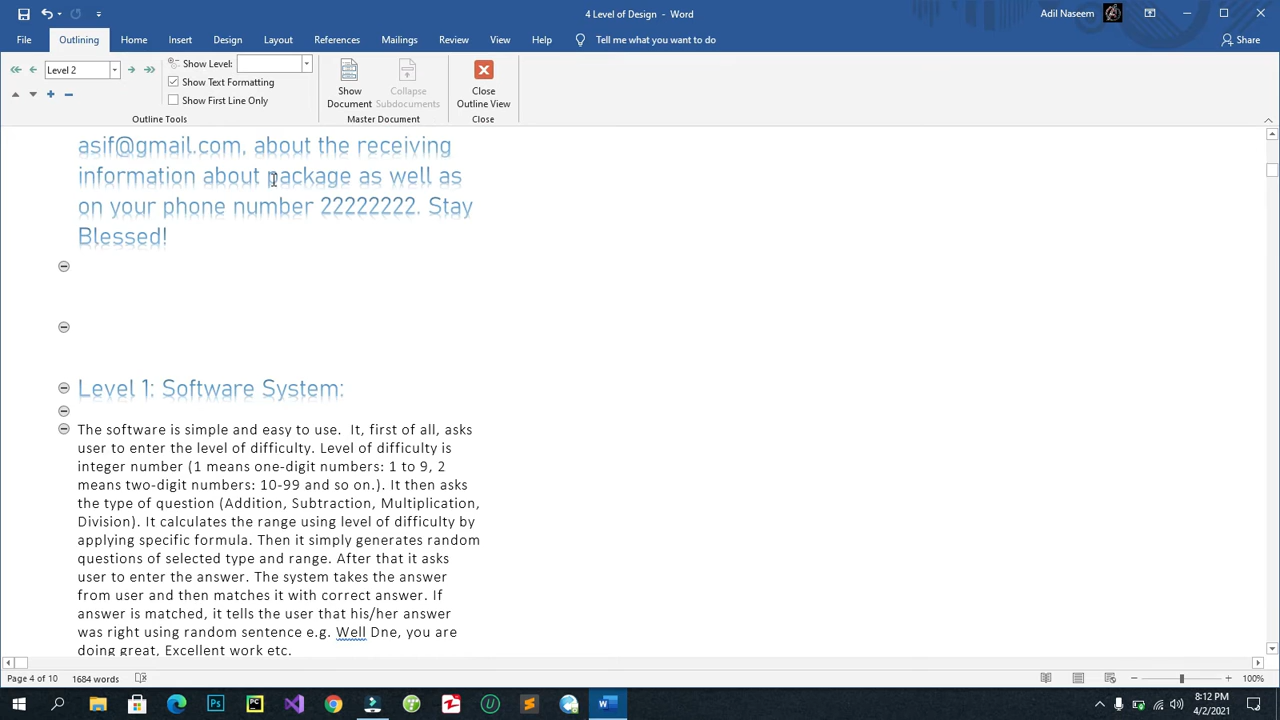 4 Level of Design - Word
Adil Naseem
File Outlining Home Insert Design Layout References Mailings Review View Help Tell me what you want to do Share
Level 2
Show Level:
Show Text Formatting
Show First Line Only
Outline Tools
Show Document
Collapse Subdocuments
Master Document
Close Outline View
Close
asif@gmail.com, about the receiving
information about package as well as
on your phone number 22222222. Stay
Blessed!
Level 1: Software System:
The software is simple and easy to use.  It, first of all, asks
user to enter the level of difficulty. Level of difficulty is
integer number (1 means one-digit numbers: 1 to 9, 2
means two-digit numbers: 10-99 and so on.). It then asks
the type of question (Addition, Subtraction, Multiplication,
Division). It calculates the range using level of difficulty by
applying specific formula. Then it simply generates random
questions of selected type and range. After that it asks
user to enter the answer. The system takes the answer
from user and then matches it with correct answer. If
answer is matched, it tells the user that his/her answer
was right using random sentence e.g. Well Dne, you are
doing great, Excellent work etc.
Page 4 of 10 1684 words 100%
8:12 PM
4/2/2021